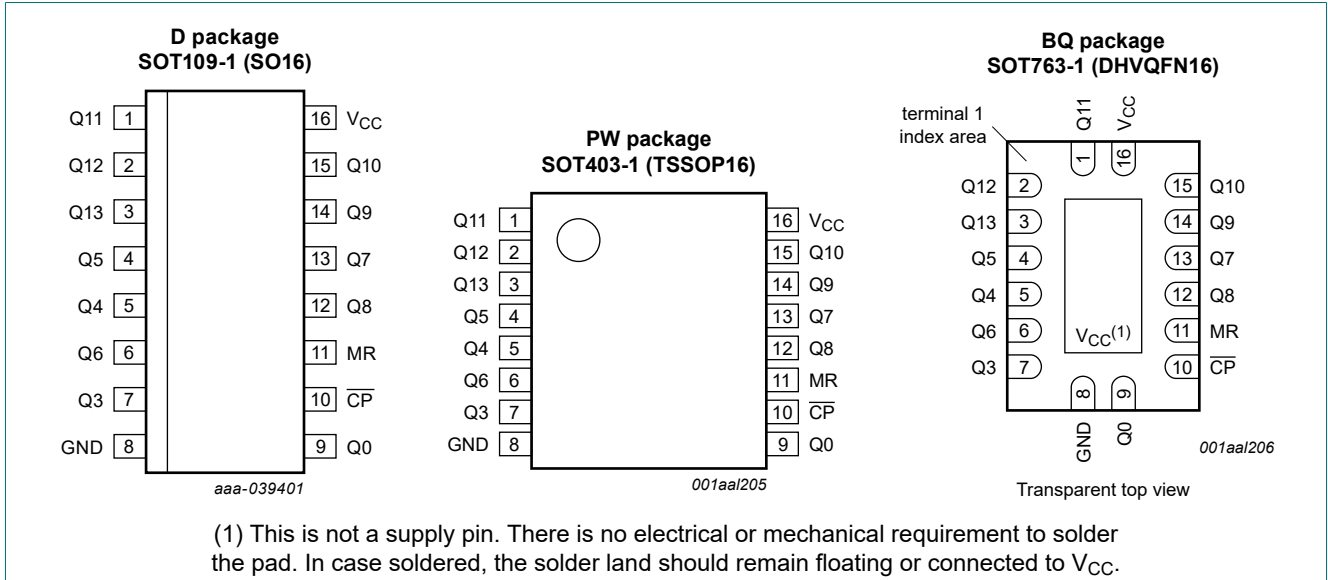 D package
SOT109-1 (SO16)
Q11 1 16 VCC
Q12 2 15 Q10
Q13 3 14 Q9
Q5 4 13 Q7
Q4 5 12 Q8
Q6 6 11 MR
Q3 7 10 C̅P̅
GND 8 9 Q0
aaa-039401
PW package
SOT403-1 (TSSOP16)
Q11 1 16 VCC
Q12 2 15 Q10
Q13 3 14 Q9
Q5 4 13 Q7
Q4 5 12 Q8
Q6 6 11 MR
Q3 7 10 C̅P̅
GND 8 9 Q0
001aal205
BQ package
SOT763-1 (DHVQFN16)
terminal 1
index area
Q11 VCC
1 16
Q12 2 15 Q10
Q13 3 14 Q9
Q5 4 13 Q7
Q4 5 12 Q8
Q6 6 VCC(1) 11 MR
Q3 7 10 C̅P̅
8 9
GND Q0
001aal206
Transparent top view
(1) This is not a supply pin. There is no electrical or mechanical requirement to solder
the pad. In case soldered, the solder land should remain floating or connected to VCC.